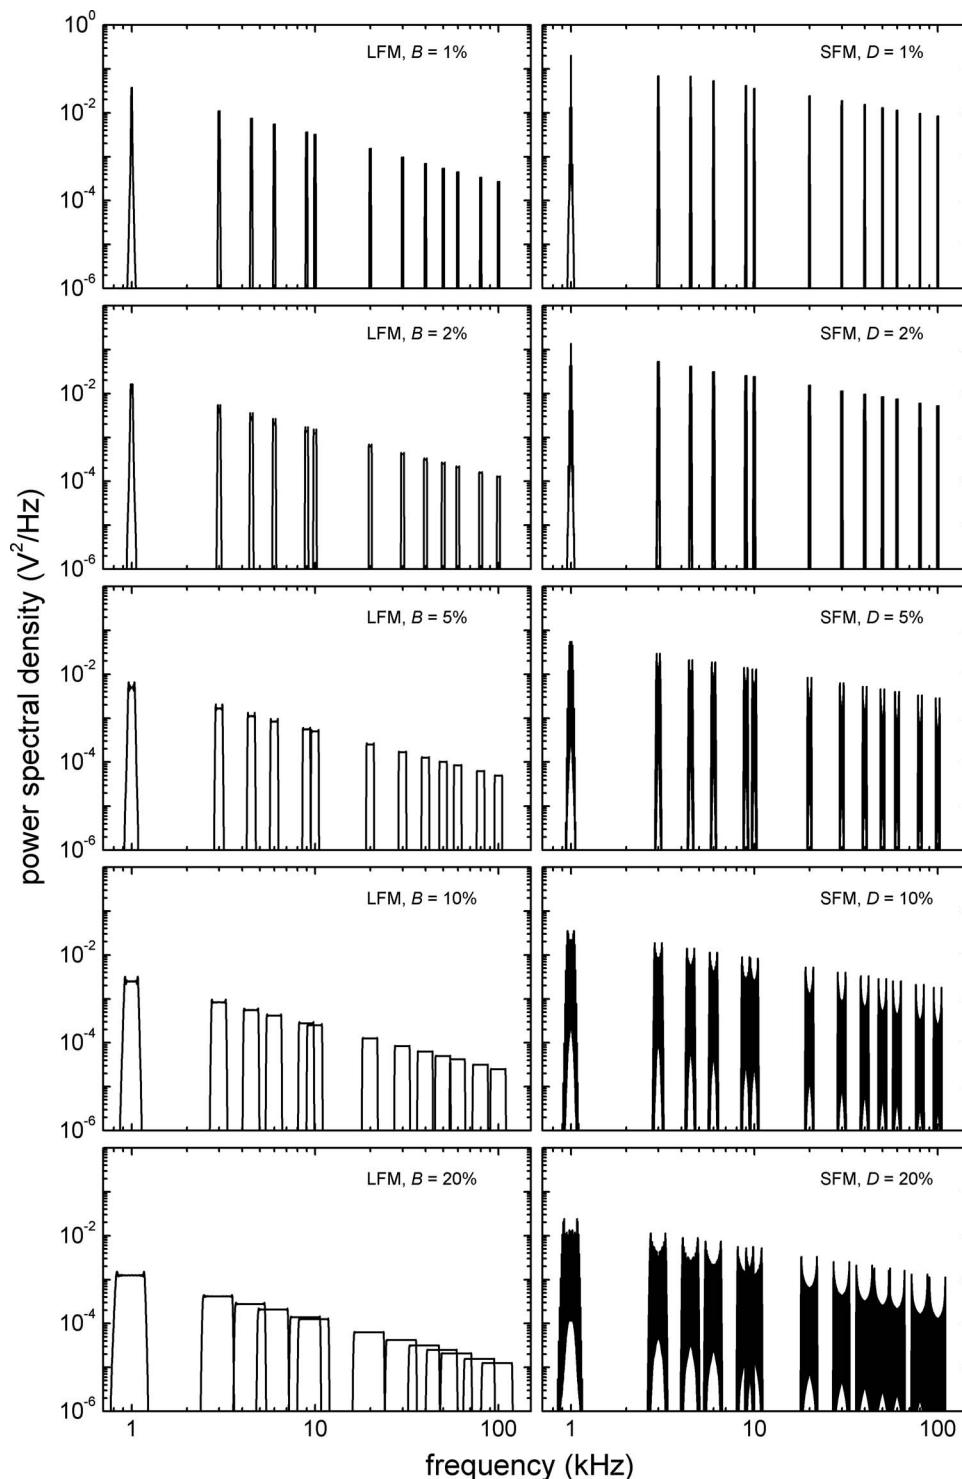 10^0
10^-2
10^-4
10^-6
LFM, B = 1%
SFM, D = 1%
10^-2
10^-4
10^-6
LFM, B = 2%
SFM, D = 2%
10^-2
10^-4
10^-6
LFM, B = 5%
SFM, D = 5%
10^-2
10^-4
10^-6
LFM, B = 10%
SFM, D = 10%
10^-2
10^-4
10^-6
LFM, B = 20%
SFM, D = 20%
1 10 100
1 10 100
power spectral density (V²/Hz)
frequency (kHz)